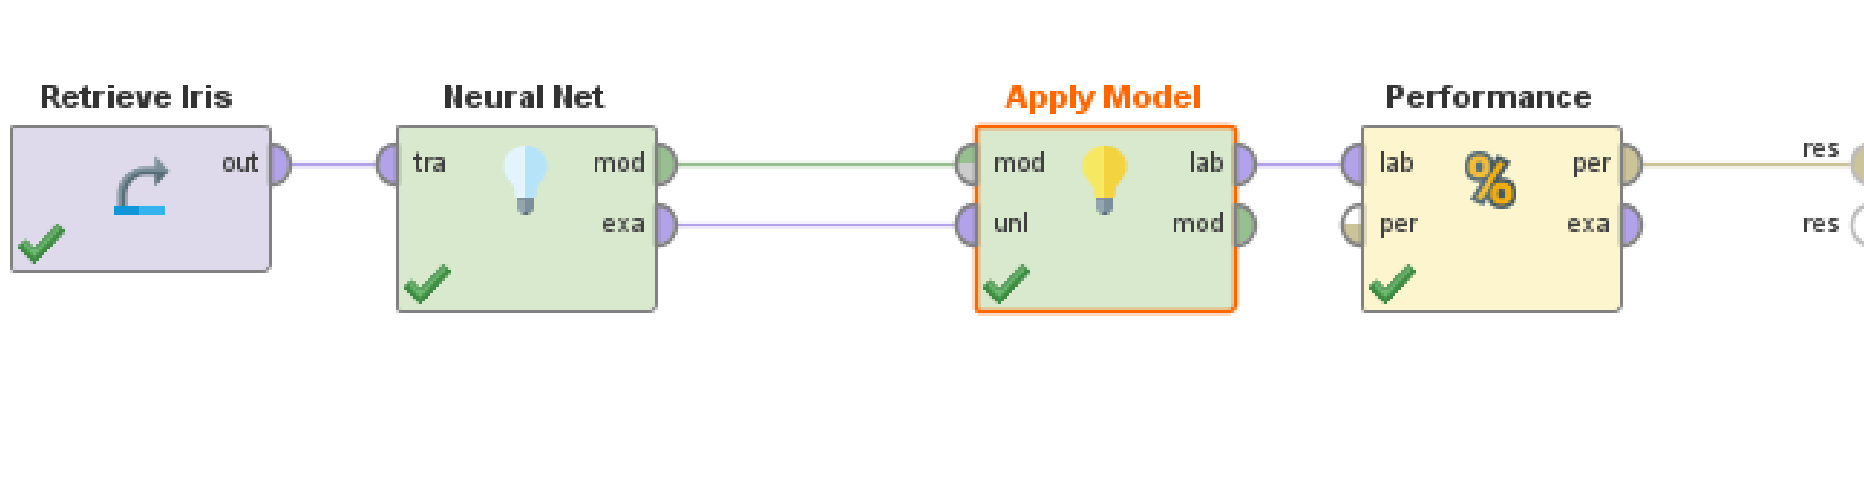 Retrieve Iris
out
Neural Net
tra
mod
exa
Apply Model
mod
lab
unl
mod
Performance
%
lab
per
per
exa
res
res